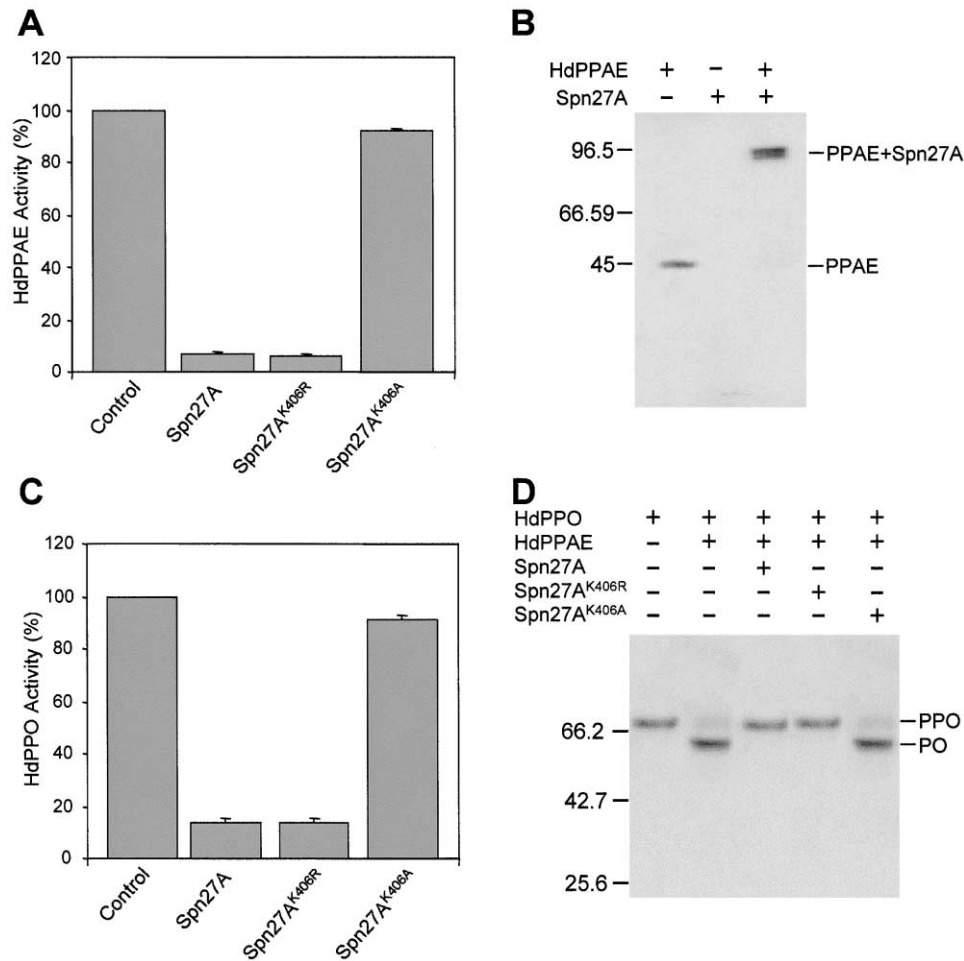 A
HdPPAE Activity (%)
120
100
80
60
40
20
0
Control
Spn27A
Spn27A^K406R
Spn27A^K406A
B
HdPPAE + – +
Spn27A – + +
96.5
66.59
45
PPAE+Spn27A
PPAE
C
HdPPO Activity (%)
120
100
80
60
40
20
0
Control
Spn27A
Spn27A^K406R
Spn27A^K406A
D
HdPPO + + + + +
HdPPAE – + + + +
Spn27A – – + – –
Spn27A^K406R – – – + –
Spn27A^K406A – – – – +
66.2
42.7
25.6
PPO
PO